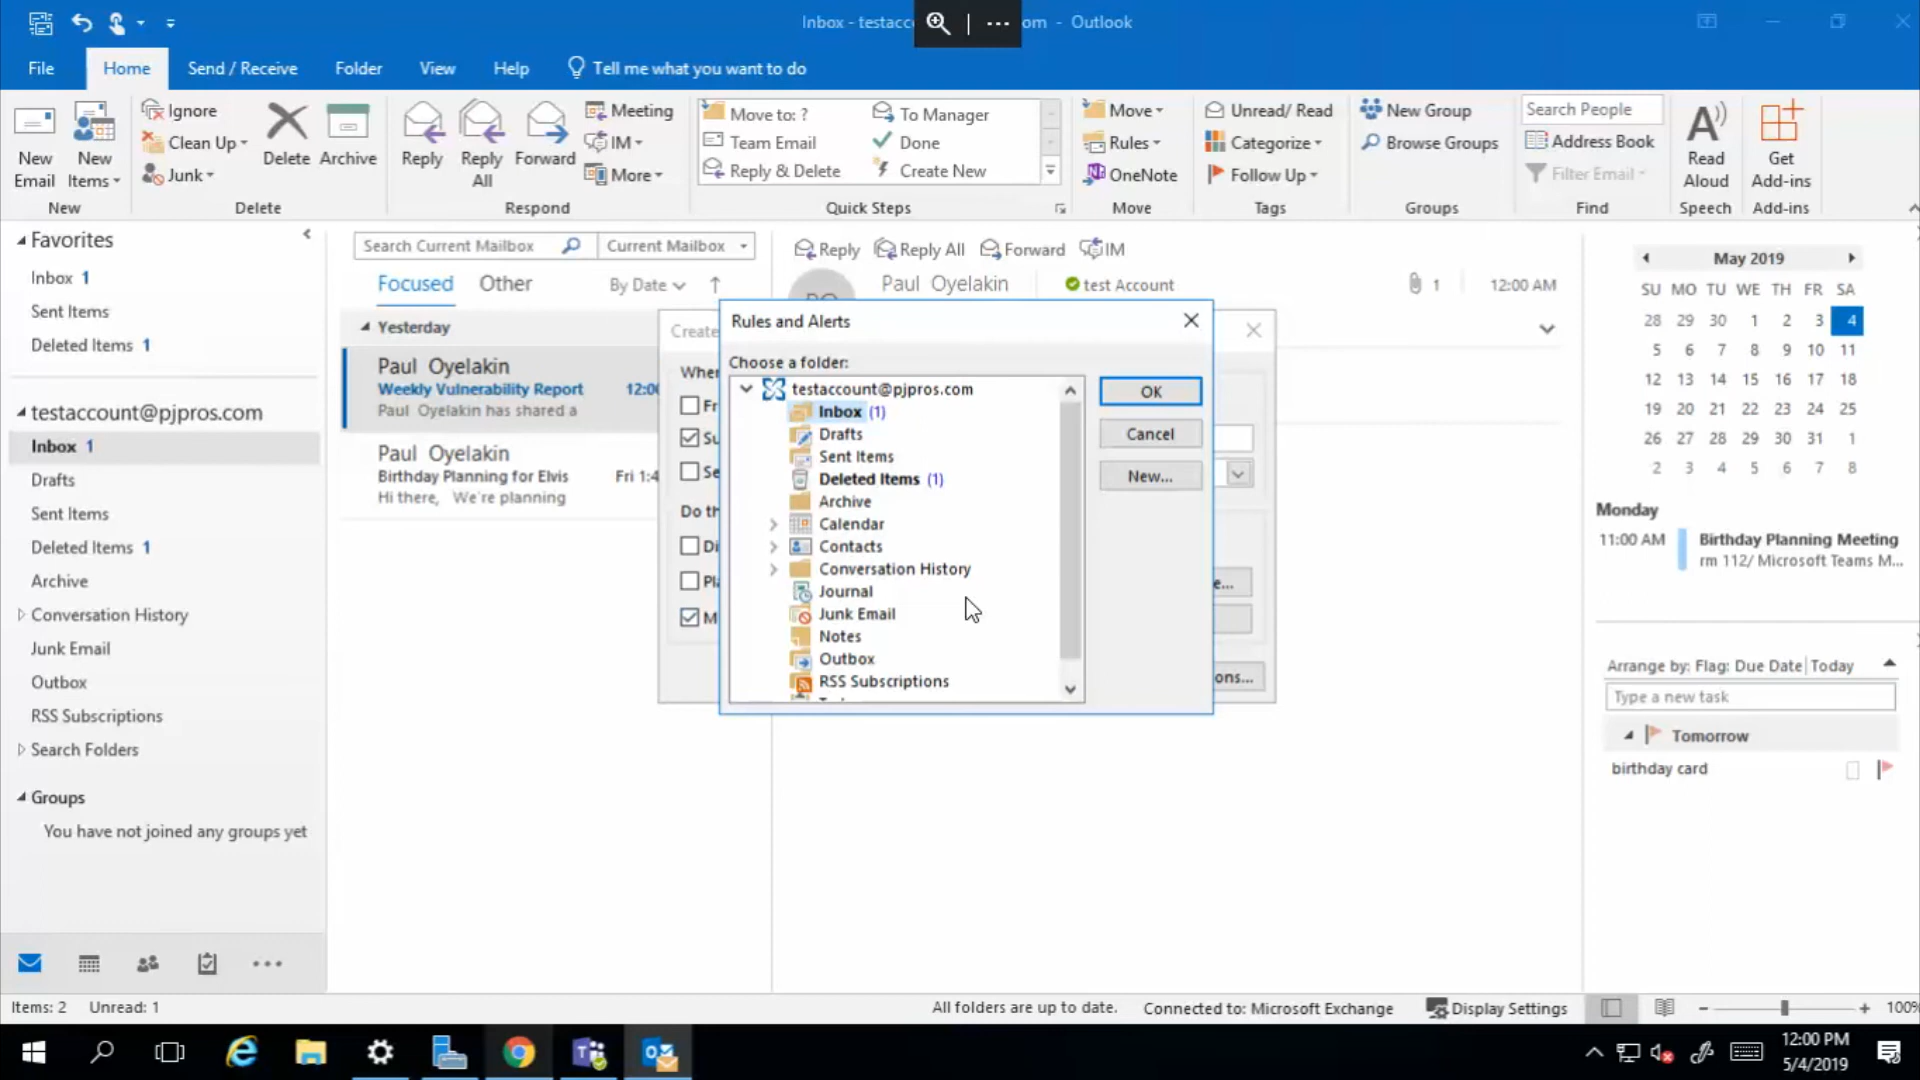 Inbox - testacc
om - Outlook
File
Home
Send / Receive
Folder
View
Help
Tell me what you want to do
New Email
New Items
New
Ignore
Clean Up
Junk
Delete
Archive
Delete
Reply
Reply All
Forward
Meeting
IM
More
Respond
Move to: ?
Team Email
Reply & Delete
To Manager
Done
Create New
Quick Steps
Move
Rules
OneNote
Move
Unread/ Read
Categorize
Follow Up
Tags
New Group
Browse Groups
Groups
Search People
Address Book
Filter Email
Find
Read Aloud
Speech
Get Add-ins
Add-ins
Favorites
Inbox 1
Sent Items
Deleted Items 1
testaccount@pjpros.com
Inbox 1
Drafts
Sent Items
Deleted Items 1
Archive
Conversation History
Junk Email
Outbox
RSS Subscriptions
Search Folders
Groups
You have not joined any groups yet
Search Current Mailbox
Current Mailbox
Focused
Other
By Date
Yesterday
Paul Oyelakin
Weekly Vulnerability Report 12:00
Paul Oyelakin has shared a
Paul Oyelakin
Birthday Planning for Elvis Fri 1:4
Hi there, We're planning
Reply
Reply All
Forward
IM
Paul Oyelakin
test Account
1
12:00 AM
Create
When
Fr
Su
Se
Do th
Di
Pla
M
e...
ons...
Rules and Alerts
Choose a folder:
testaccount@pjpros.com
Inbox (1)
Drafts
Sent Items
Deleted Items (1)
Archive
Calendar
Contacts
Conversation History
Journal
Junk Email
Notes
Outbox
RSS Subscriptions
OK
Cancel
New...
May 2019
SU MO TU WE TH FR SA
28 29 30 1 2 3 4
5 6 7 8 9 10 11
12 13 14 15 16 17 18
19 20 21 22 23 24 25
26 27 28 29 30 31 1
2 3 4 5 6 7 8
Monday
11:00 AM Birthday Planning Meeting
rm 112/ Microsoft Teams M...
Arrange by: Flag: Due Date Today
Type a new task
Tomorrow
birthday card
Items: 2
Unread: 1
All folders are up to date.
Connected to: Microsoft Exchange
Display Settings
100%
12:00 PM
5/4/2019